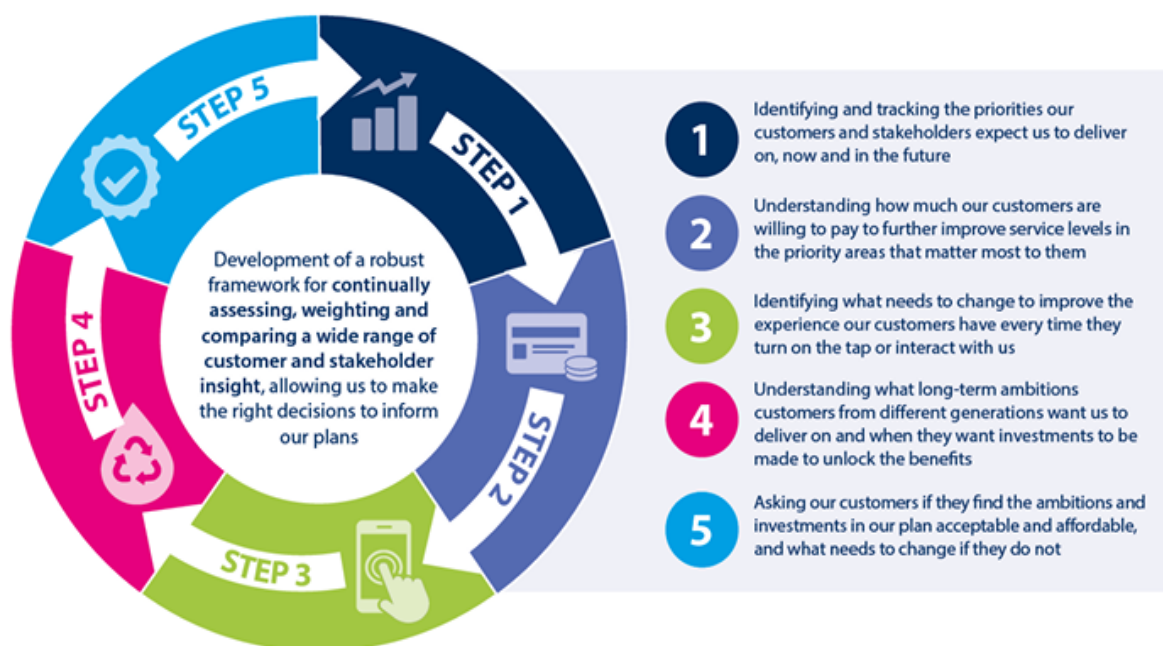 STEP 5
STEP 1
STEP 4
STEP 2
STEP 3
Development of a robust
framework for continually
assessing, weighting and
comparing a wide range of
customer and stakeholder
insight, allowing us to make
the right decisions to inform
our plans
1
Identifying and tracking the priorities our
customers and stakeholders expect us to deliver
on, now and in the future
2
Understanding how much our customers are
willing to pay to further improve service levels in
the priority areas that matter most to them
3
Identifying what needs to change to improve the
experience our customers have every time they
turn on the tap or interact with us
4
Understanding what long-term ambitions
customers from different generations want us to
deliver on and when they want investments to be
made to unlock the benefits
5
Asking our customers if they find the ambitions and
investments in our plan acceptable and affordable,
and what needs to change if they do not